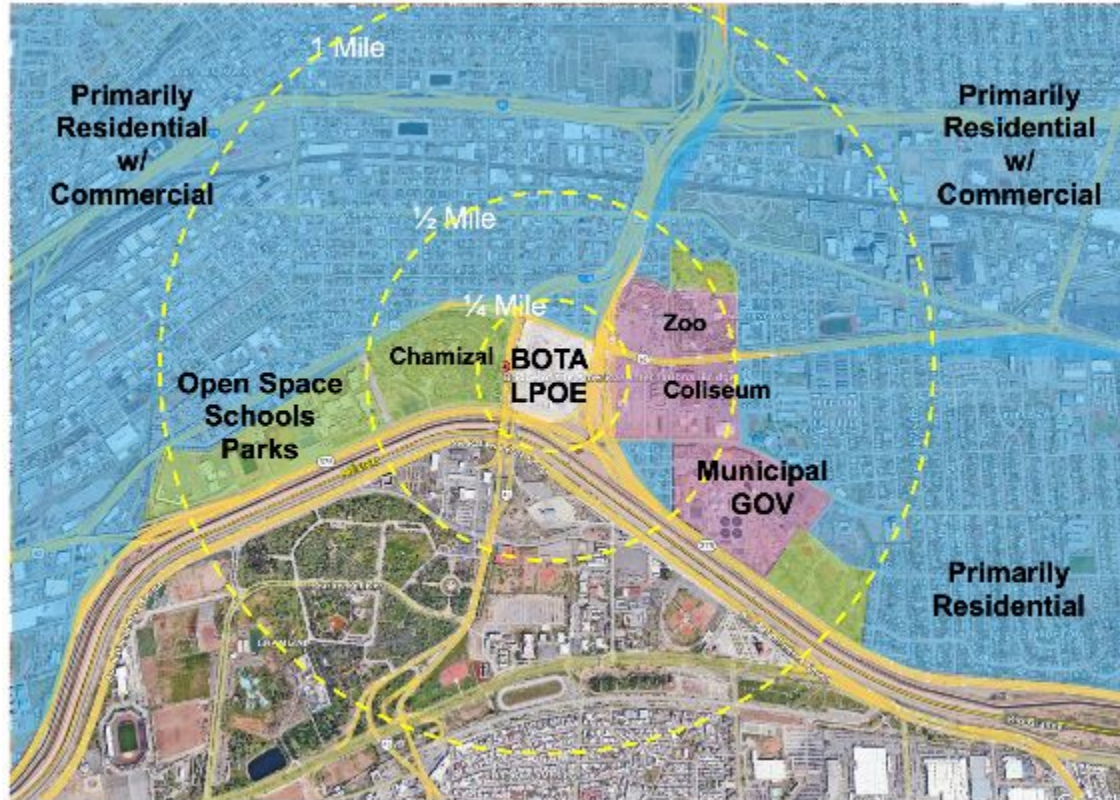 1 Mile
Primarily
Residential
w/
Commercial
Primarily
Residential
w/
Commercial
½ Mile
¼ Mile
Zoo
Chamizal
BOTA
LPOE
Coliseum
Open Space
Schools
Parks
Municipal
GOV
Primarily
Residential